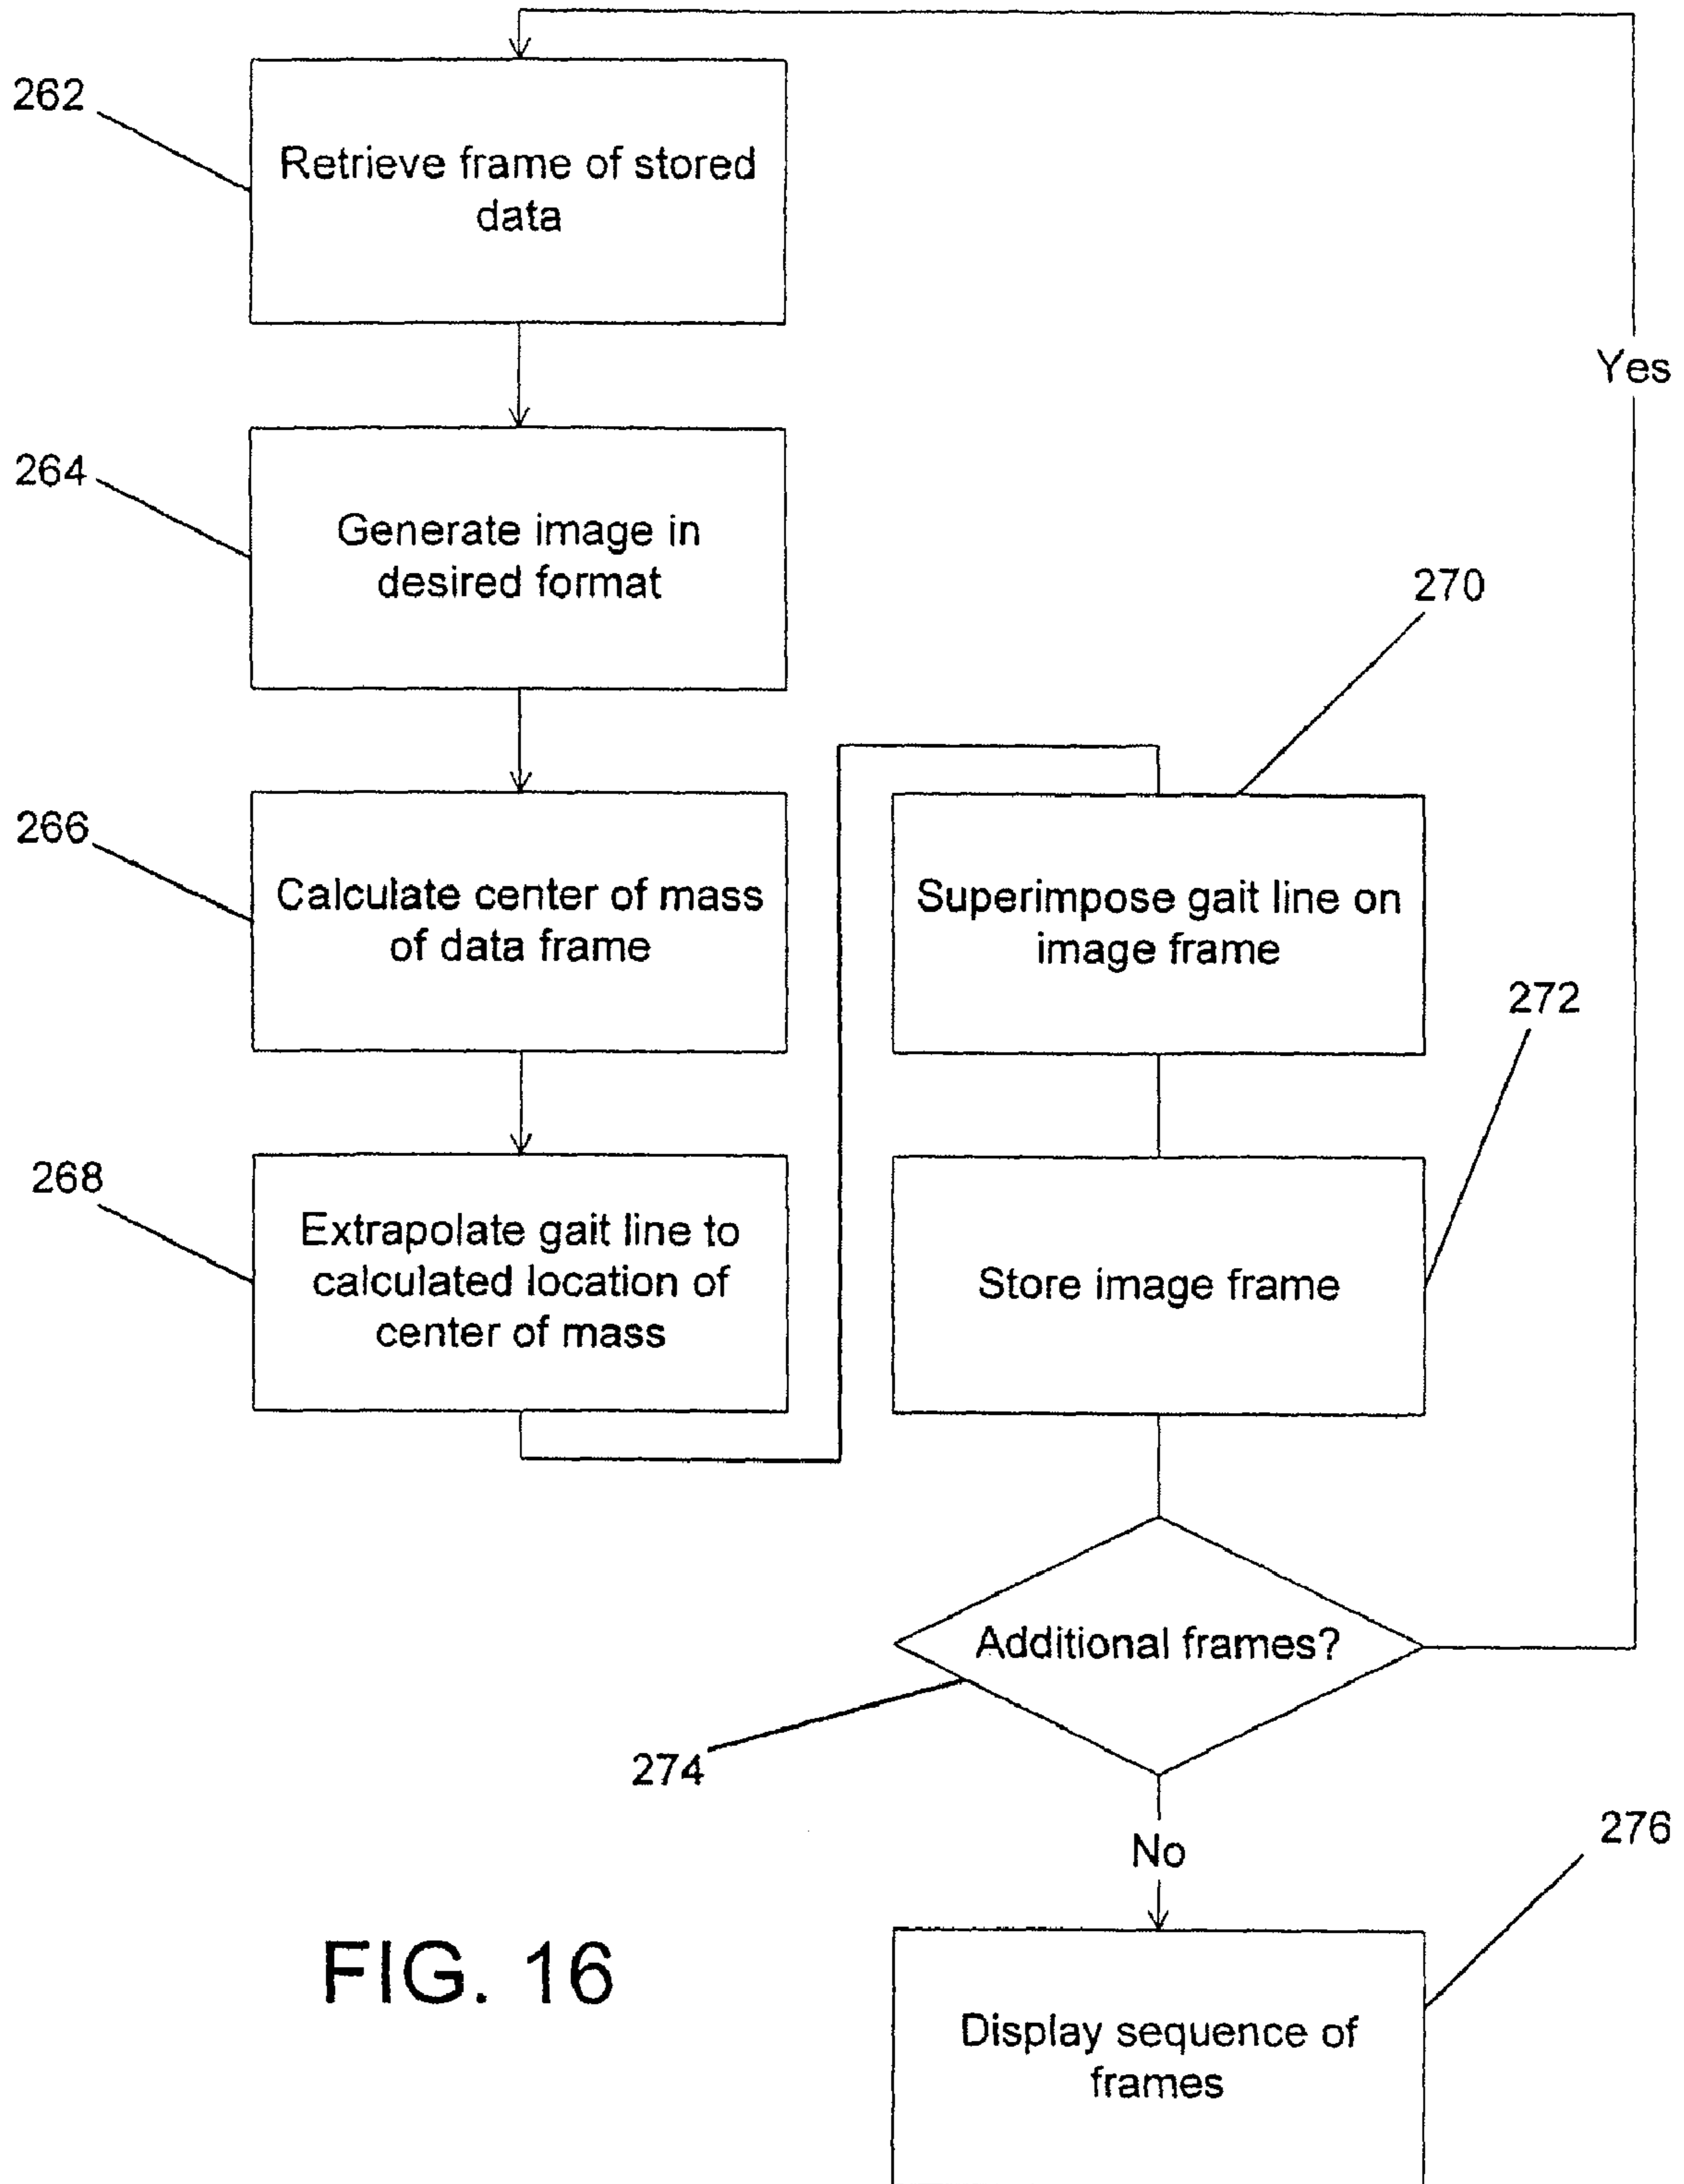 262
Retrieve frame of stored
data
Yes
264
Generate image in
desired format
270
266
Calculate center of mass
of data frame
Superimpose gait line on
image frame
272
268
Extrapolate gait line to
calculated location of
center of mass
Store image frame
Additional frames?
274
No
276
FIG. 16
Display sequence of
frames